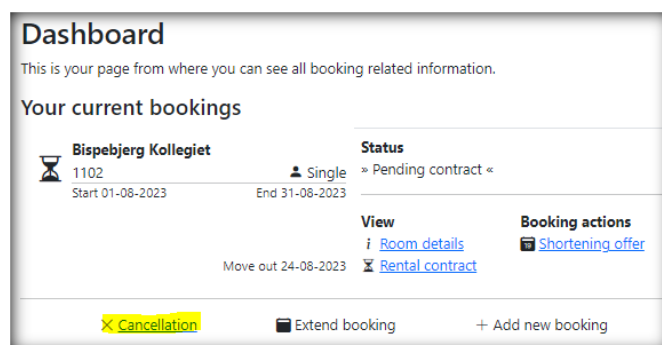 Dashboard
This is your page from where you can see all booking related information.
Your current bookings
Bispebjerg Kollegiet
1102 Single
Start 01-08-2023 End 31-08-2023
Move out 24-08-2023
Status
» Pending contract «
View
i Room details
Rental contract
Booking actions
19 Shortening offer
Cancellation
Extend booking
+ Add new booking